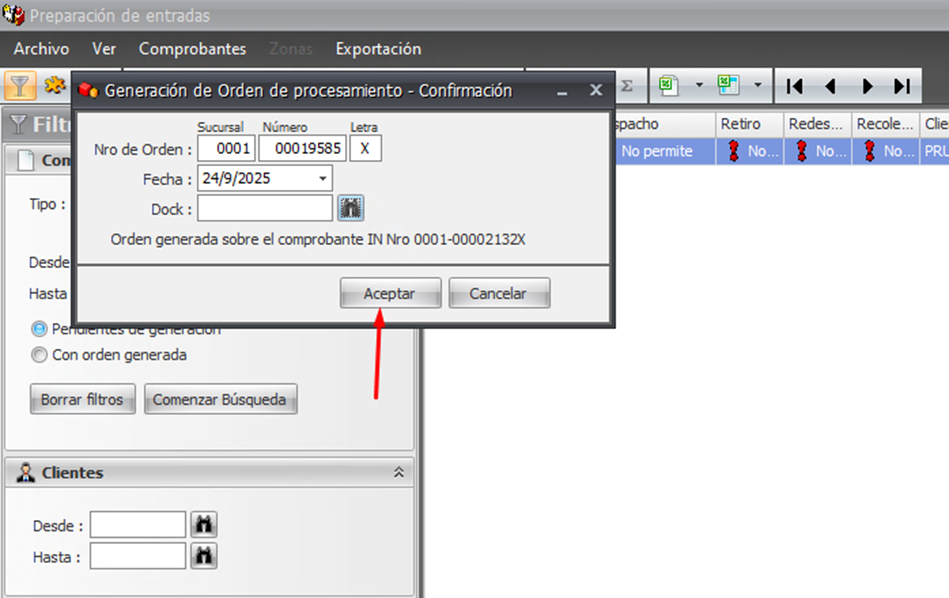 Preparación de entradas
Archivo Ver Comprobantes Zonas Exportación
Generación de Orden de procesamiento - Confirmación
Sucursal Número Letra
Nro de Orden : 0001 00019585 X
Fecha : 24/9/2025
Dock :
Orden generada sobre el comprobante IN Nro 0001-00002132X
Aceptar Cancelar
spacho Retiro Redes... Recole... Clie
No permite No... No... No... PRU
Filt
Com
Tipo :
Desde
Hasta
Pendientes de generación
Con orden generada
Borrar filtros Comenzar Búsqueda
Clientes
Desde :
Hasta :